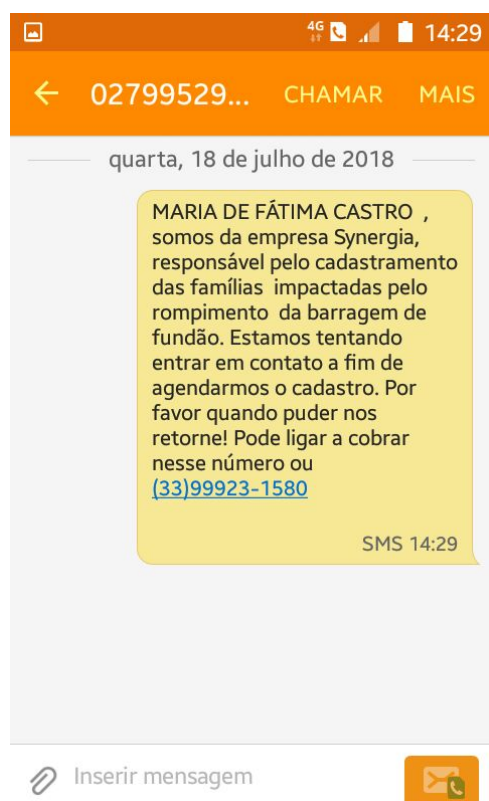 4G 14:29
02799529... CHAMAR MAIS
quarta, 18 de julho de 2018
MARIA DE FÁTIMA CASTRO ,
somos da empresa Synergia,
responsável pelo cadastramento
das famílias impactadas pelo
rompimento da barragem de
fundão. Estamos tentando
entrar em contato a fim de
agendarmos o cadastro. Por
favor quando puder nos
retorne! Pode ligar a cobrar
nesse número ou
(33)99923-1580
SMS 14:29
Inserir mensagem